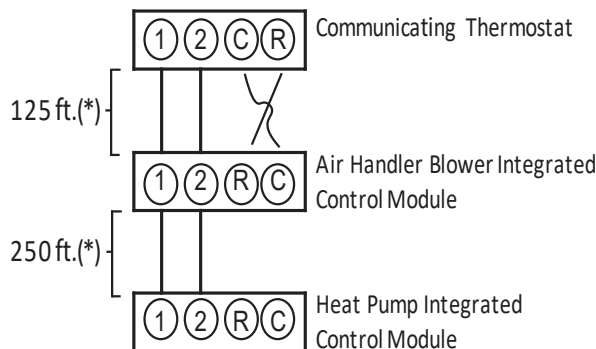 1 2 C R
Communicating Thermostat
125 ft.(*)
1 2 R C
Air Handler Blower Integrated
Control Module
250 ft.(*)
1 2 R C
Heat Pump Integrated
Control Module